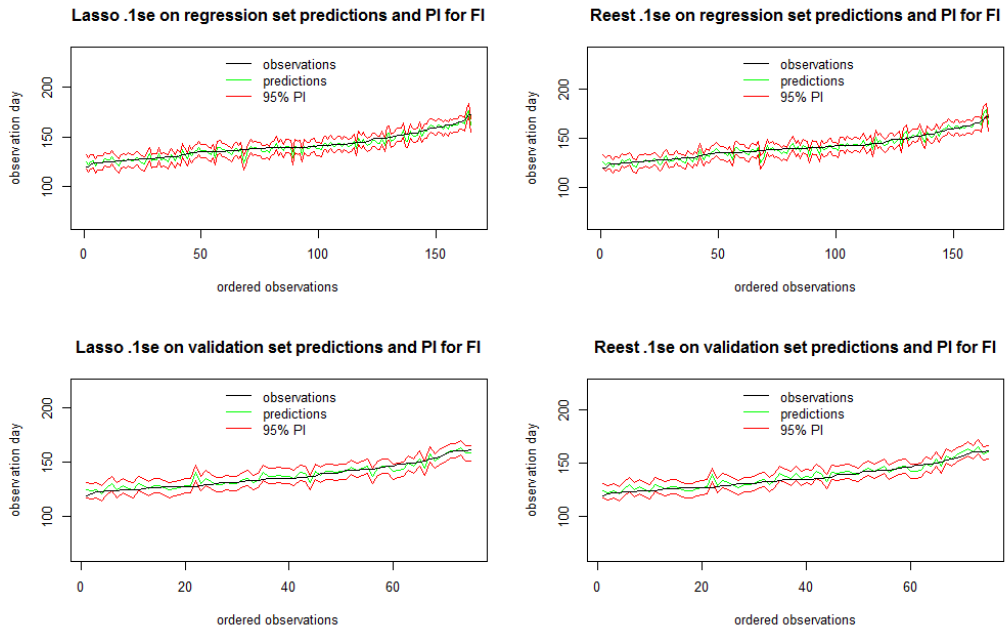 Lasso .1se on regression set predictions and PI for FI
observations
predictions
95% PI
observation day
200
150
100
0
50
100
150
ordered observations
Reest .1se on regression set predictions and PI for FI
observations
predictions
95% PI
observation day
200
150
100
0
50
100
150
ordered observations
Lasso .1se on validation set predictions and PI for FI
observations
predictions
95% PI
observation day
200
150
100
0
20
40
60
ordered observations
Reest .1se on validation set predictions and PI for FI
observations
predictions
95% PI
observation day
200
150
100
0
20
40
60
ordered observations